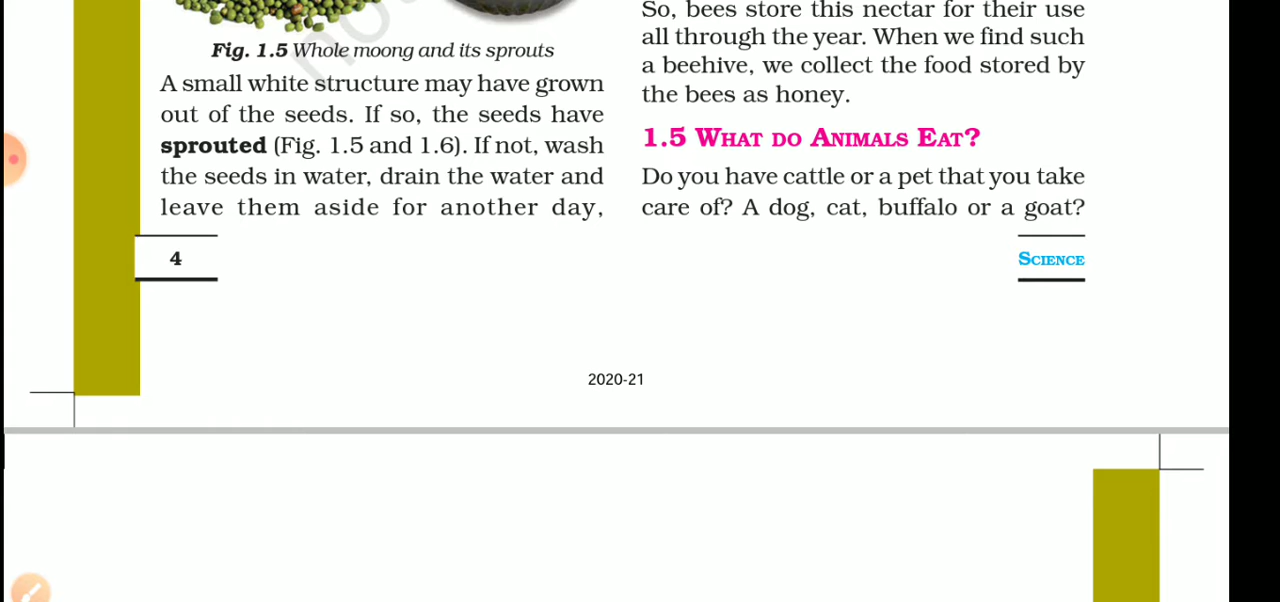 Fig. 1.5 Whole moong and its sprouts
A small white structure may have grown
out of the seeds. If so, the seeds have
sprouted (Fig. 1.5 and 1.6). If not, wash
the seeds in water, drain the water and
leave them aside for another day,
So, bees store this nectar for their use
all through the year. When we find such
a beehive, we collect the food stored by
the bees as honey.
1.5 WHAT DO ANIMALS EAT?
Do you have cattle or a pet that you take
care of? A dog, cat, buffalo or a goat?
4
SCIENCE
2020-21